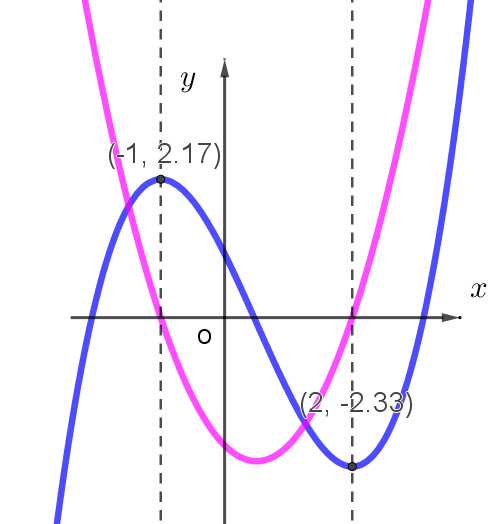 y
(-1, 2.17)
x
o
(2, -2.33)